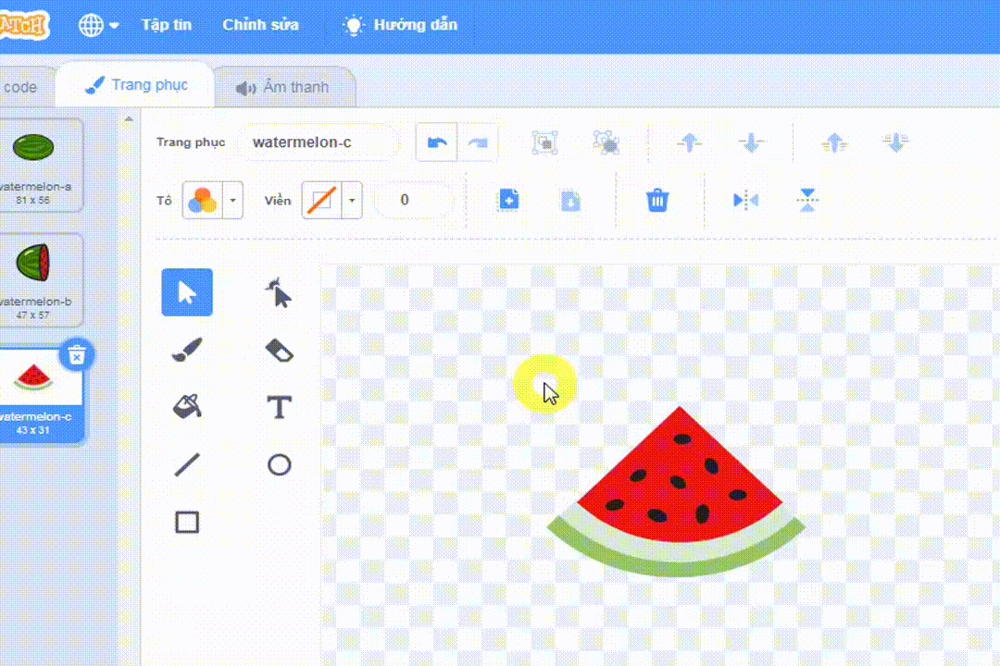 ATCH
Tập tin
Chỉnh sửa
Hướng dẫn
code
Trang phục
Âm thanh
Trang phục
watermelon-c
Tô
Viền
0
watermelon-a
81 x 56
watermelon-b
47 x 57
watermelon-c
43 x 31
T